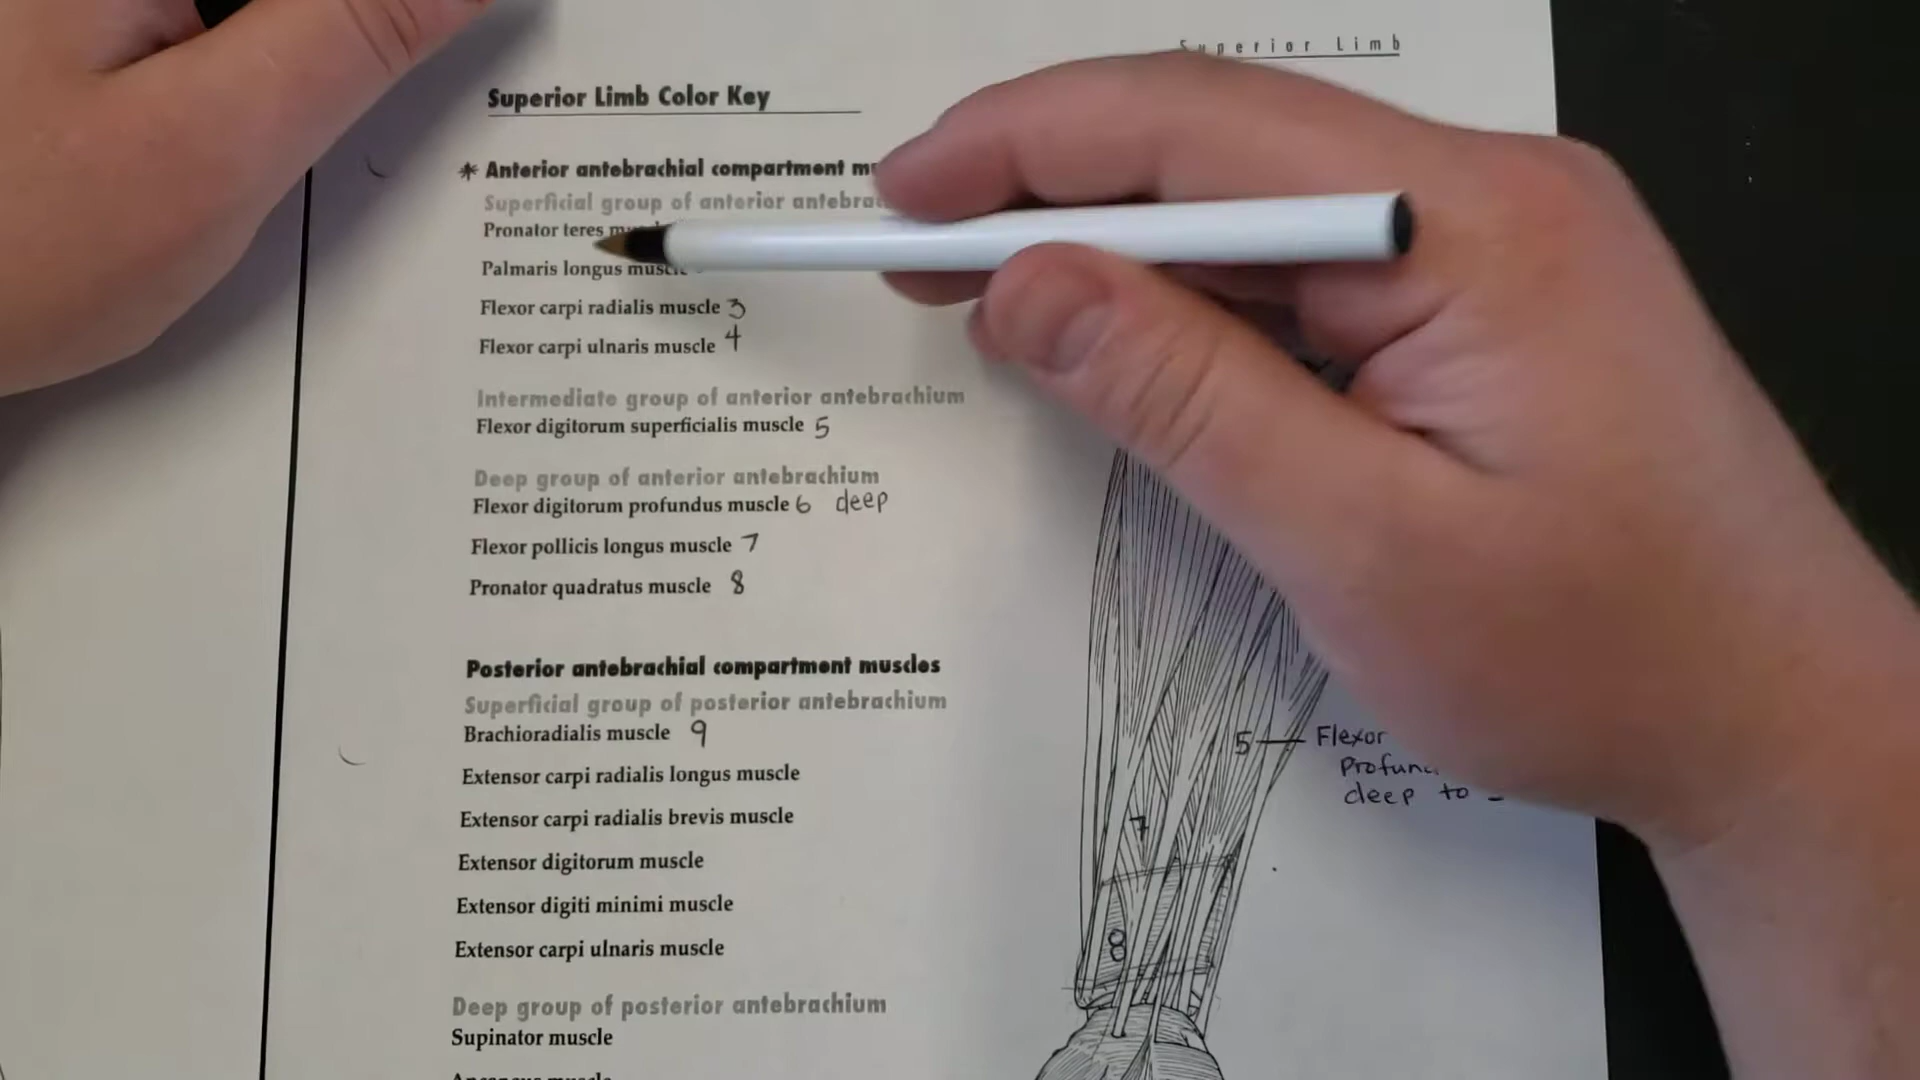 Superior Limb
Superior Limb Color Key
* Anterior antebrachial compartment
Superficial group of anterior
Pronator teres
Palmaris longus muscle
Flexor carpi radialis muscle 3
Flexor carpi ulnaris muscle 4
Intermediate group of anterior antebrachium
Flexor digitorum superficialis muscle 5
Deep group of anterior antebrachium
Flexor digitorum profundus muscle 6 deep
Flexor pollicis longus muscle 7
Pronator quadratus muscle 8
Posterior antebrachial compartment muscles
Superficial group of posterior antebrachium
Brachioradialis muscle 9
Extensor carpi radialis longus muscle
Extensor carpi radialis brevis muscle
Extensor digitorum muscle
Extensor digiti minimi muscle
Extensor carpi ulnaris muscle
Deep group of posterior antebrachium
Supinator muscle
5 Flexor
deep to
7
8